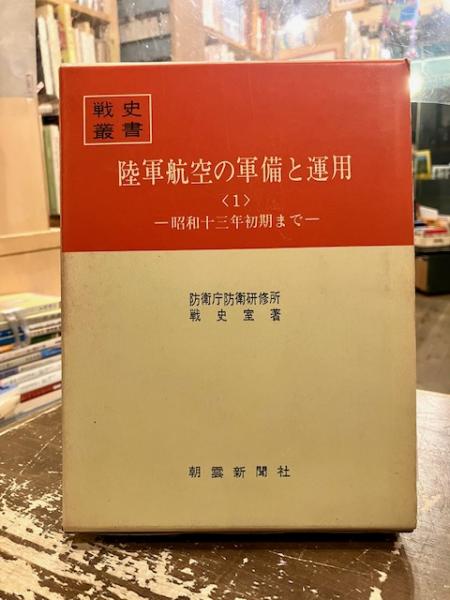 戦史
叢書
陸軍航空の軍備と運用
〈1〉
―昭和十三年初期まで―
防衛庁防衛研修所
戦史室著
朝雲新聞社